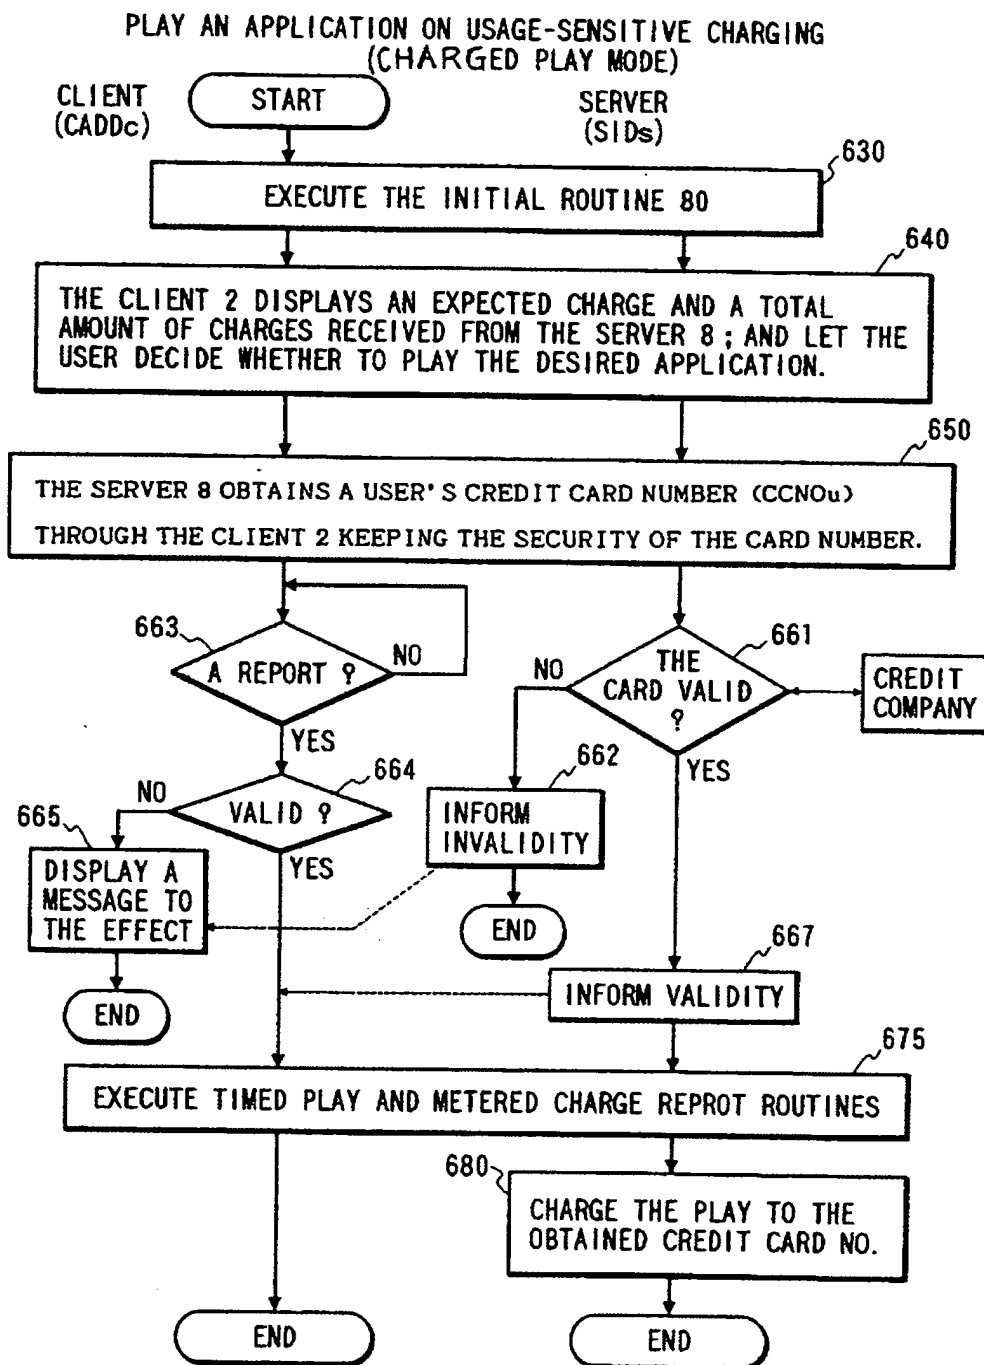 PLAY AN APPLICATION ON USAGE-SENSITIVE CHARGING
(CHARGED PLAY MODE)
CLIENT
(CADDc)
START
SERVER
(SIDs)
630
EXECUTE THE INITIAL ROUTINE 80
640
THE CLIENT 2 DISPLAYS AN EXPECTED CHARGE AND A TOTAL
AMOUNT OF CHARGES RECEIVED FROM THE SERVER 8 ; AND LET THE
USER DECIDE WHETHER TO PLAY THE DESIRED APPLICATION.
650
THE SERVER 8 OBTAINS A USER'S CREDIT CARD NUMBER (CCNOu)
THROUGH THE CLIENT 2 KEEPING THE SECURITY OF THE CARD NUMBER.
663
A REPORT ?
NO
YES
661
THE
CARD VALID
?
NO
YES
CREDIT
COMPANY
664
VALID ?
NO
YES
662
INFORM
INVALIDITY
END
665
DISPLAY A
MESSAGE TO
THE EFFECT
END
667
INFORM VALIDITY
675
EXECUTE TIMED PLAY AND METERED CHARGE REPROT ROUTINES
680
CHARGE THE PLAY TO THE
OBTAINED CREDIT CARD NO.
END
END